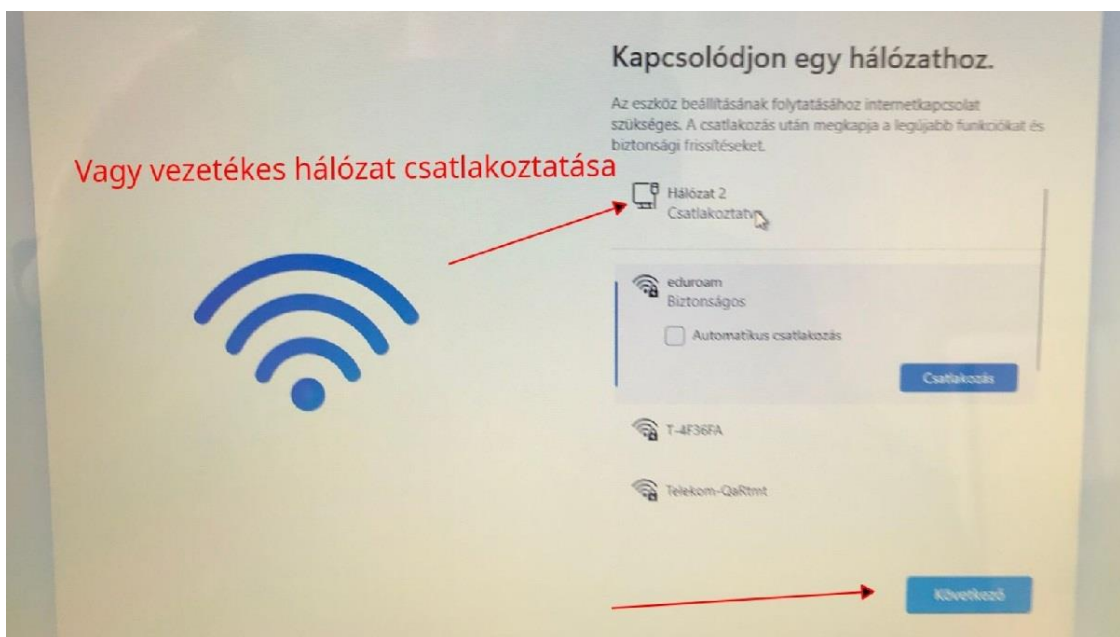 Kapcsolódjon egy hálózathoz.
Az eszköz beállításának folytatásához internetkapcsolat
szükséges. A csatlakozás után megkapja a legújabb funkciókat és
biztonsági frissítéseket.
Vagy vezetékes hálózat csatlakoztatása
Hálózat 2
Csatlakoztatva
eduroam
Biztonságos
Automatikus csatlakozás
Csatlakozás
T-4F36FA
Telekom-QaRtmt
Következő